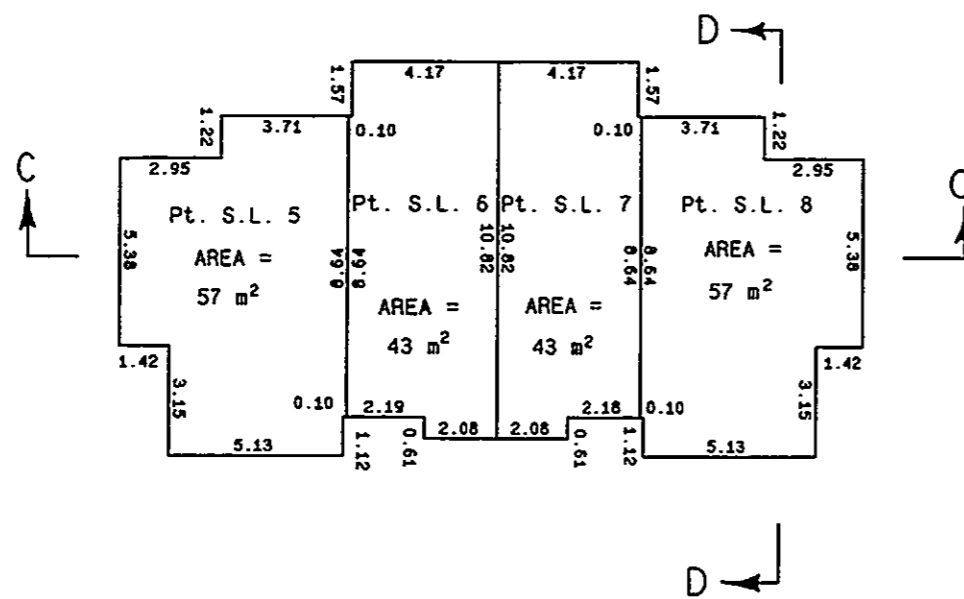 D
4.17 4.17
1.57 1.57
1.22 3.71 0.10 0.10 3.71 1.22
2.95 2.95
C C
Pt. S.L. 5 Pt. S.L. 6 Pt. S.L. 7 Pt. S.L. 8
AREA = AREA =
57 m² 57 m²
5.38 8.64 8.64 10.82 10.82 8.64 8.64 5.38
AREA = AREA =
43 m² 43 m²
1.42 1.42
3.15 0.10 2.19 2.18 0.10 3.15
5.13 1.12 0.61 2.08 2.08 0.61 1.12 5.13
D